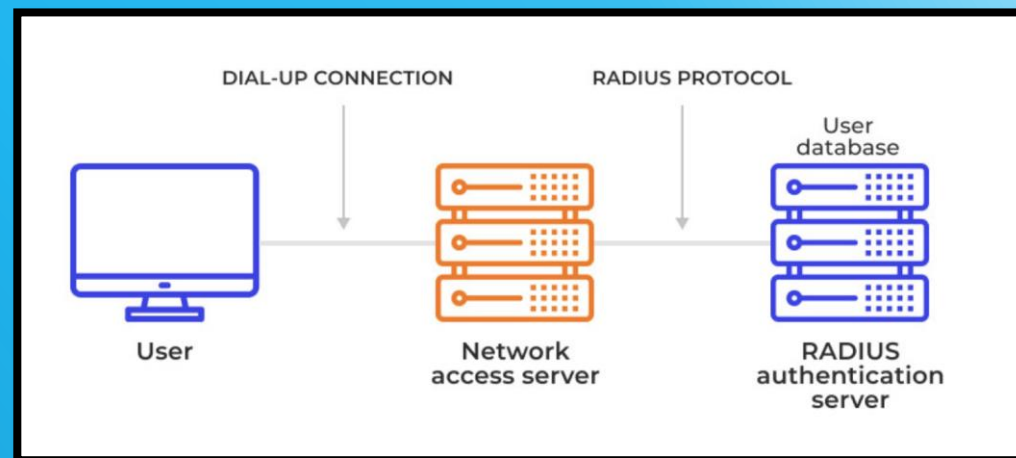 DIAL-UP CONNECTION
RADIUS PROTOCOL
User
database
User
Network
access server
RADIUS
authentication
server